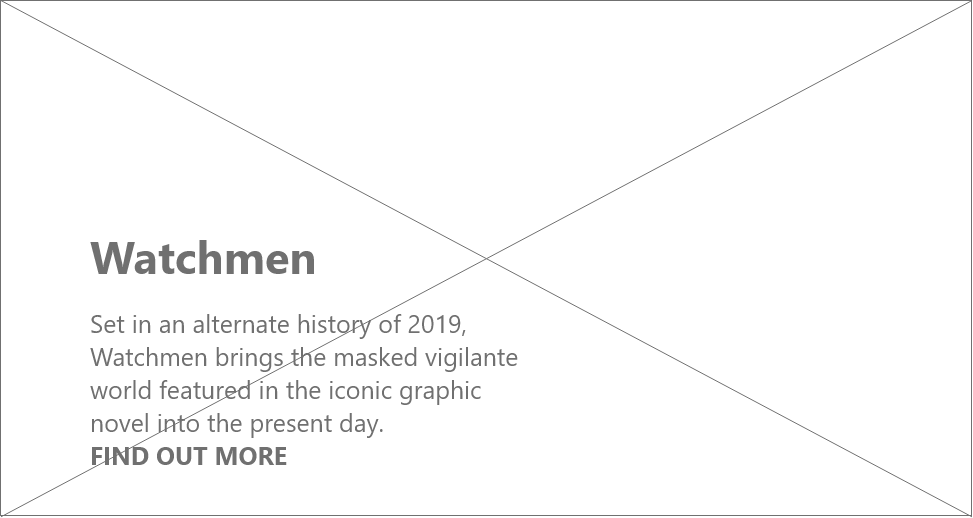 Watchmen
Set in an alternate history of 2019,
Watchmen brings the masked vigilante
world featured in the iconic graphic
novel into the present day.
FIND OUT MORE